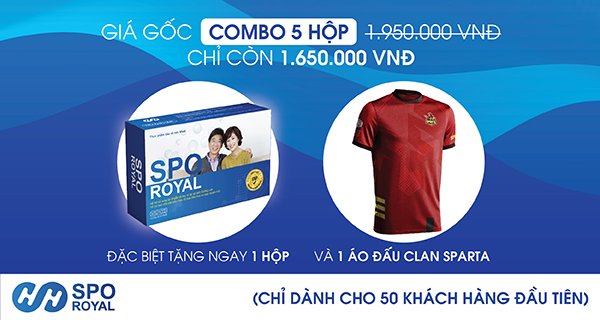 GIÁ GỐC COMBO 5 HỘP 1.950.000 VNĐ
CHỈ CÒN 1.650.000 VNĐ
SPO
ROYAL
ĐẶC BIỆT TẶNG NGAY 1 HỘP
VÀ 1 ÁO ĐẤU CLAN SPARTA
SPO
ROYAL
(CHỈ DÀNH CHO 50 KHÁCH HÀNG ĐẦU TIÊN)